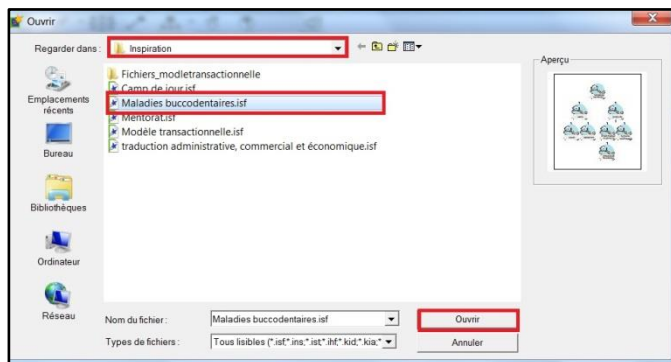 Ouvrir
Regarder dans : Inspiration
Aperçu
Emplacements récents
Bureau
Bibliothèques
Ordinateur
Réseau
Fichiers_modletransactionnelle
Camp de jour.isf
Maladies buccodentaires.isf
Mentorat.isf
Modèle transactionnelle.isf
traduction administrative, commercial et économique.isf
Nom du fichier : Maladies buccodentaires.isf Ouvrir
Types de fichiers : Tous lisibles (*.isf;*.ins;*.ist;*.ihf;*.kid;*.kia;* Annuler